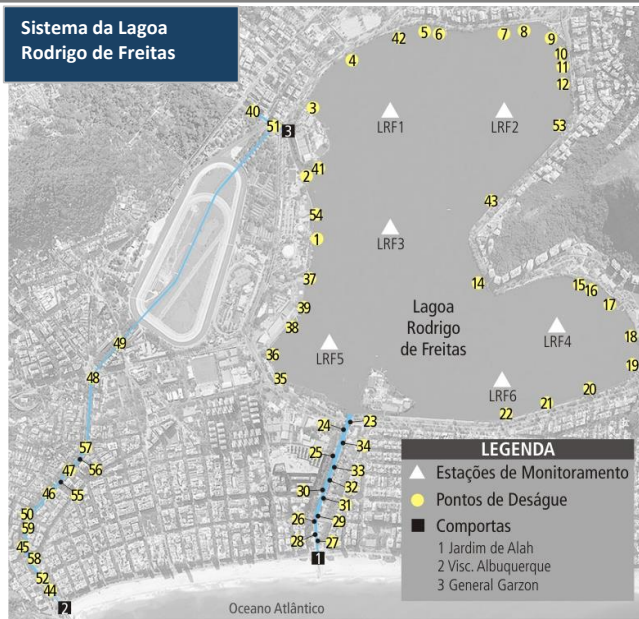 Sistema da Lagoa
Rodrigo de Freitas
42 5 6 7 8 9
4 10
11
12
40 3
51 3 LRF1 LRF2 53
2 41
43
54
1 LRF3
37 14 15 16
39 Lagoa 17
38 Rodrigo
49 de Freitas LRF4 18
36 LRF5 19
48 35 LRF6 20
22 21
24 23
34
57 25
56 33
47 32
46 55 30
31
50 26 29
59 28 27
45
58 1
52
44
2
Oceano Atlântico
LEGENDA
Estações de Monitoramento
Pontos de Deságue
Comportas
1 Jardim de Alah
2 Visc. Albuquerque
3 General Garzon